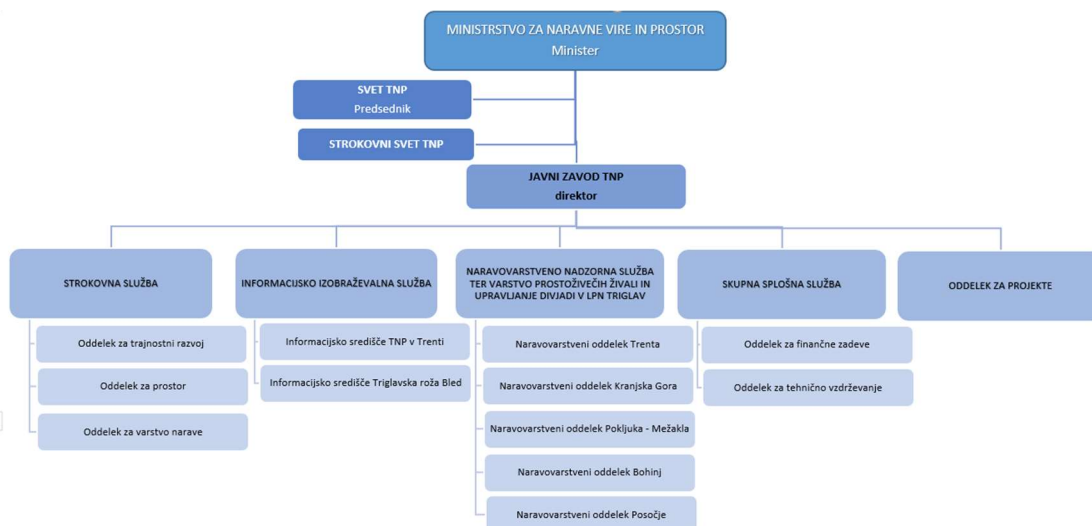 MINISTRSTVO ZA NARAVNE VIRE IN PROSTOR
Minister
SVET TNP
Predsednik
STROKOVNI SVET TNP
JAVNI ZAVOD TNP
direktor
STROKOVNA SLUŽBA
Oddelek za trajnostni razvoj
Oddelek za prostor
Oddelek za varstvo narave
INFORMACIJSKO IZOBRAŽEVALNA SLUŽBA
Informacijsko središče TNP v Trenti
Informacijsko središče Triglavska roža Bled
NARAVOVARSTVENO NADZORNA SLUŽBA
TER VARSTVO PROSTOŽIVEČIH ŽIVALI IN
UPRAVLJANJE DIVJADI V LPN TRIGLAV
Naravovarstveni oddelek Trenta
Naravovarstveni oddelek Kranjska Gora
Naravovarstveni oddelek Pokljuka - Mežakla
Naravovarstveni oddelek Bohinj
Naravovarstveni oddelek Posočje
SKUPNA SPLOŠNA SLUŽBA
Oddelek za finančne zadeve
Oddelek za tehnično vzdrževanje
ODDELEK ZA PROJEKTE